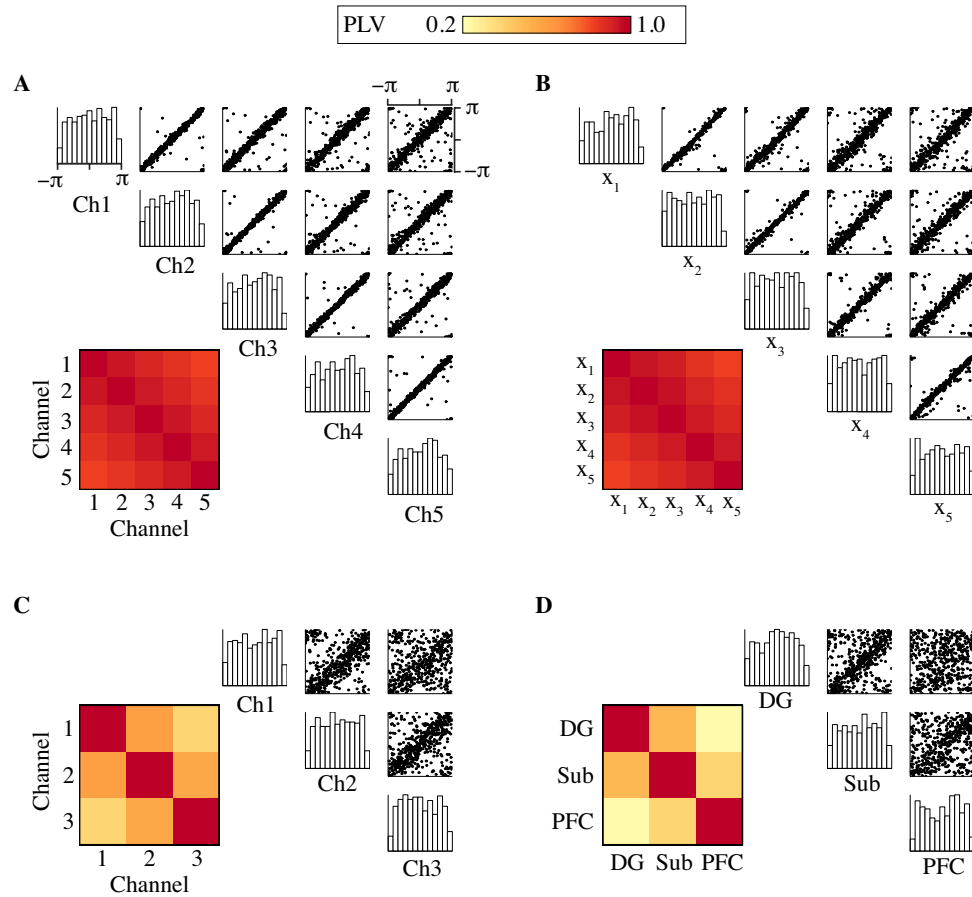 PLV 0.2 1.0
A
−π π
π
−π
−π π
Ch1
Ch2
Ch3
Ch4
Ch5
Channel
1
2
3
4
5
1 2 3 4 5
Channel
B
x1
x2
x3
x4
x5
x1
x2
x3
x4
x5
x1 x2 x3 x4 x5
C
Ch1
Ch2
Ch3
Channel
1
2
3
1 2 3
Channel
D
DG
Sub
PFC
DG
Sub
PFC
DG Sub PFC